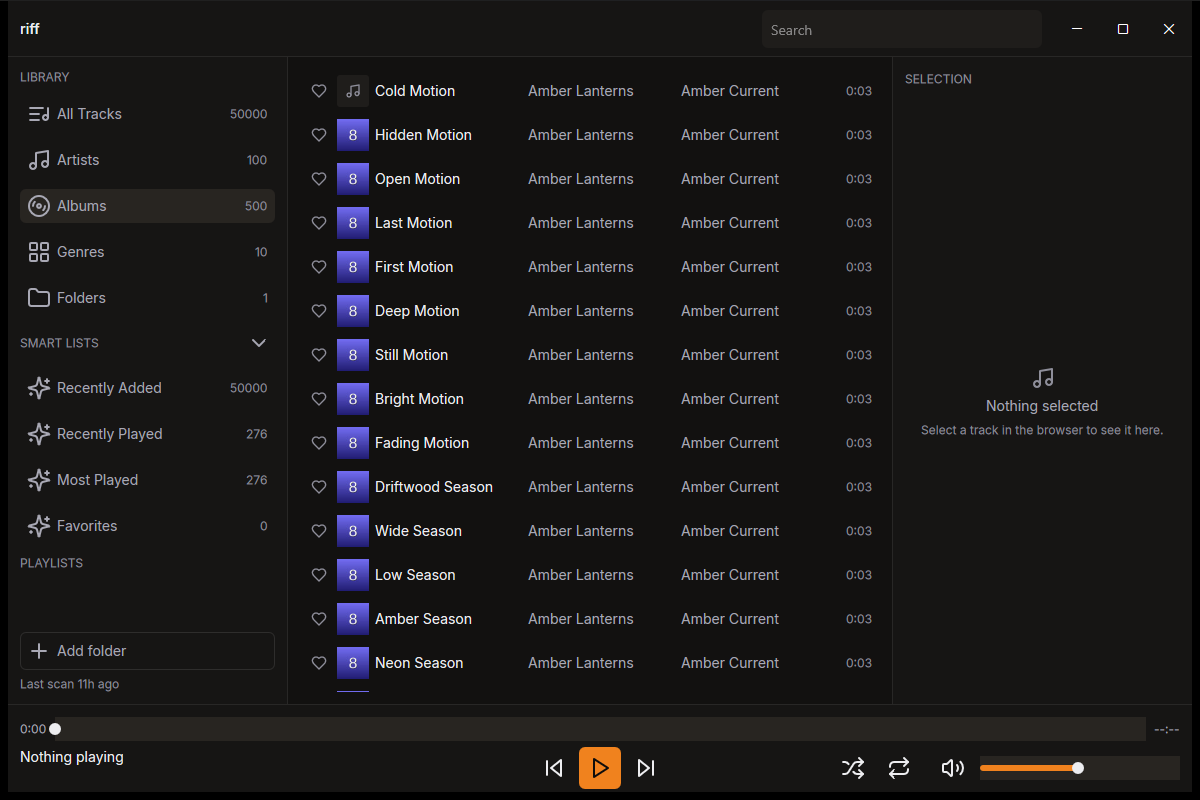 riff
Search
LIBRARY
All Tracks 50000
Artists 100
Albums 500
Genres 10
Folders 1
SMART LISTS
Recently Added 50000
Recently Played 276
Most Played 276
Favorites 0
PLAYLISTS
Add folder
Last scan 11h ago
Cold Motion Amber Lanterns Amber Current 0:03
8 Hidden Motion Amber Lanterns Amber Current 0:03
8 Open Motion Amber Lanterns Amber Current 0:03
8 Last Motion Amber Lanterns Amber Current 0:03
8 First Motion Amber Lanterns Amber Current 0:03
8 Deep Motion Amber Lanterns Amber Current 0:03
8 Still Motion Amber Lanterns Amber Current 0:03
8 Bright Motion Amber Lanterns Amber Current 0:03
8 Fading Motion Amber Lanterns Amber Current 0:03
8 Driftwood Season Amber Lanterns Amber Current 0:03
8 Wide Season Amber Lanterns Amber Current 0:03
8 Low Season Amber Lanterns Amber Current 0:03
8 Amber Season Amber Lanterns Amber Current 0:03
8 Neon Season Amber Lanterns Amber Current 0:03
SELECTION
Nothing selected
Select a track in the browser to see it here.
0:00 --:--
Nothing playing